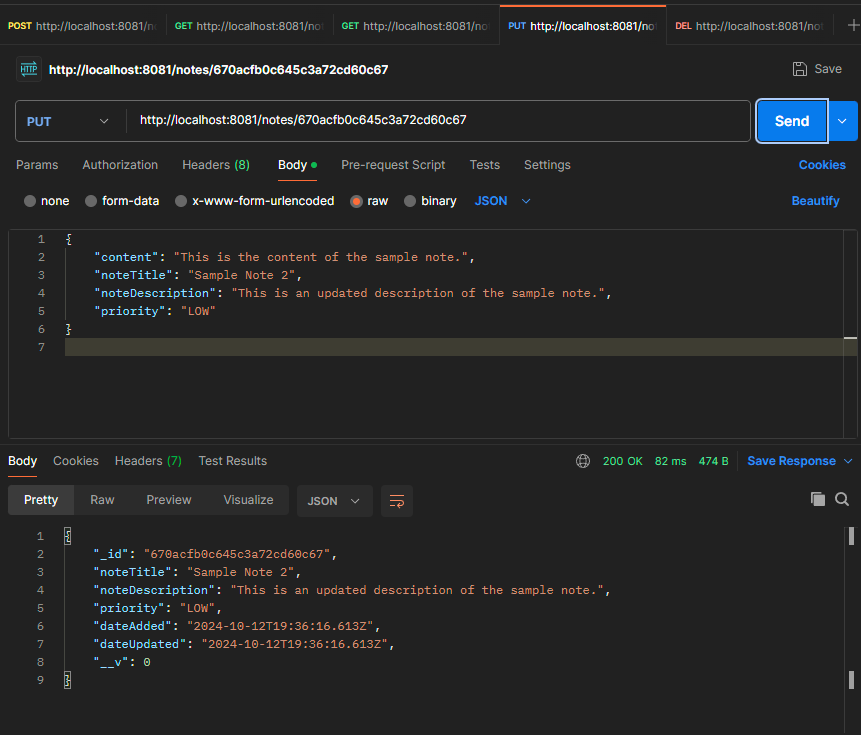 POST http://localhost:8081/n GET http://localhost:8081/no GET http://localhost:8081/no PUT http://localhost:8081/no DEL http://localhost:8081/not +
HTTP http://localhost:8081/notes/670acfb0c645c3a72cd60c67 Save
PUT http://localhost:8081/notes/670acfb0c645c3a72cd60c67 Send
Params Authorization Headers (8) Body Pre-request Script Tests Settings Cookies
none form-data x-www-form-urlencoded raw binary JSON Beautify
1 {
2 "content": "This is the content of the sample note.",
3 "noteTitle": "Sample Note 2",
4 "noteDescription": "This is an updated description of the sample note.",
5 "priority": "LOW"
6 }
7
Body Cookies Headers (7) Test Results 200 OK 82 ms 474 B Save Response
Pretty Raw Preview Visualize JSON
1 {
2 "_id": "670acfb0c645c3a72cd60c67",
3 "noteTitle": "Sample Note 2",
4 "noteDescription": "This is an updated description of the sample note.",
5 "priority": "LOW",
6 "dateAdded": "2024-10-12T19:36:16.613Z",
7 "dateUpdated": "2024-10-12T19:36:16.613Z",
8 "__v": 0
9 }